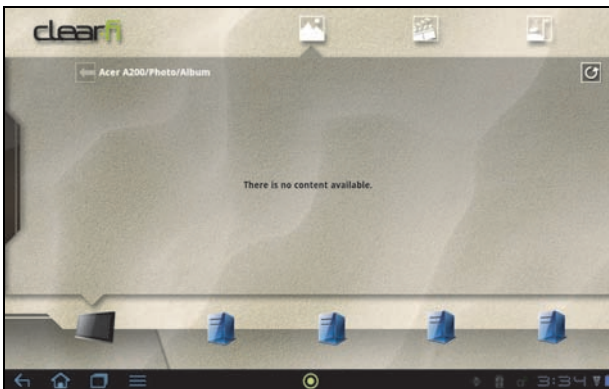 clear.fi
Acer A200/Photo/Album
There is no content available.
3:34